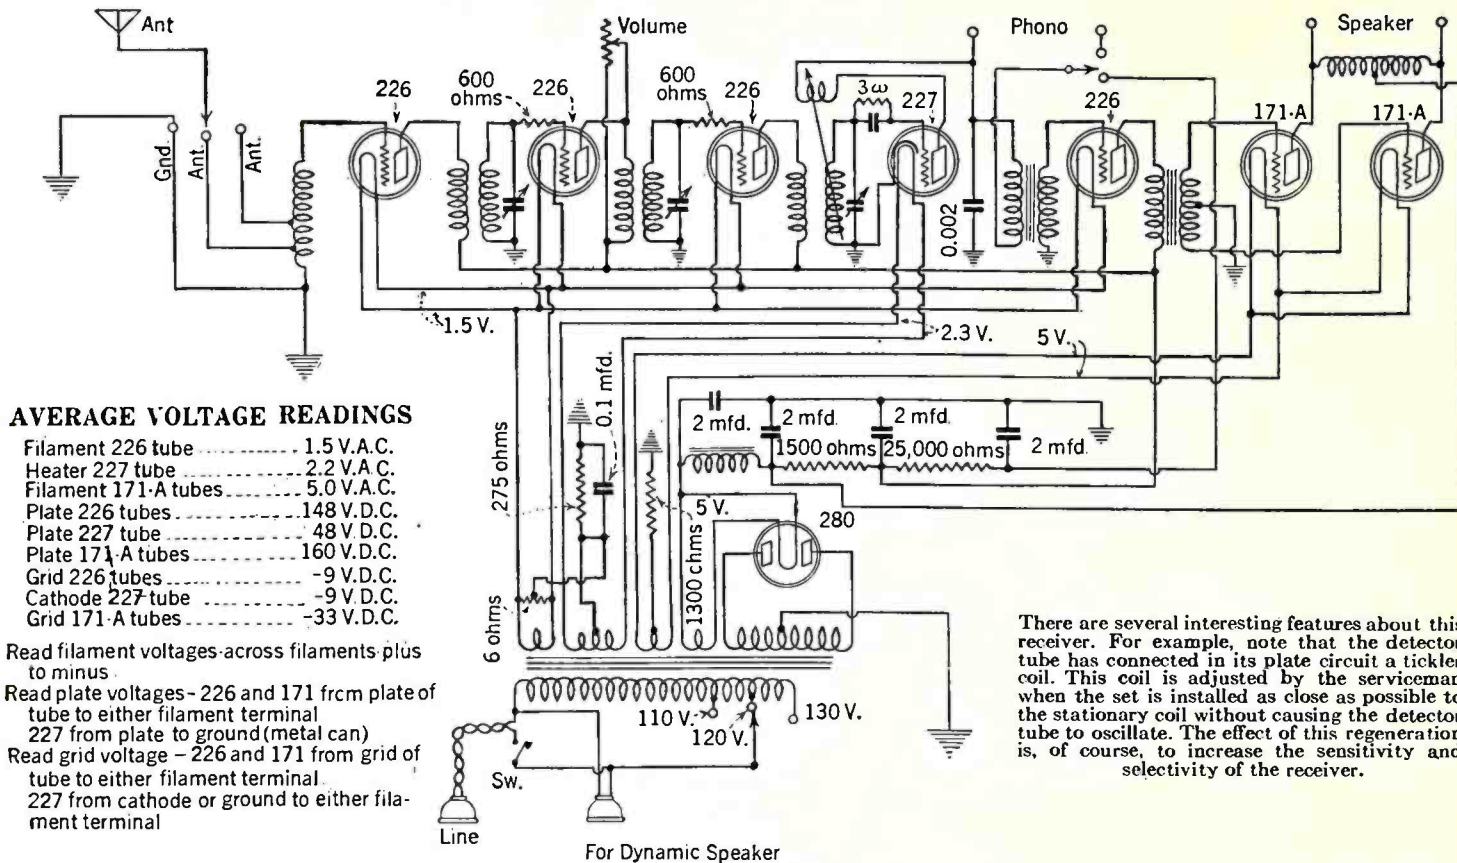 Ant
Volume
Phono
Speaker
226
600
ohms
226
600
ohms
226
3ω
227
226
171-A
171-A
Gnd.
Ant.
Ant.
0.002
1.5 V.
2.3 V.
5 V.
AVERAGE VOLTAGE READINGS
Filament 226 tube 1.5 V.A.C.
Heater 227 tube 2.2 V.A.C.
Filament 171-A tubes 5.0 V.A.C.
Plate 226 tubes 148 V.D.C.
Plate 227 tube 48 V.D.C.
Plate 171-A tubes 160 V.D.C.
Grid 226 tubes -9 V.D.C.
Cathode 227 tube -9 V.D.C.
Grid 171-A tubes -33 V.D.C.
Read filament voltages across filaments plus
to minus
Read plate voltages - 226 and 171 from plate of
tube to either filament terminal
227 from plate to ground (metal can)
Read grid voltage - 226 and 171 from grid of
tube to either filament terminal
227 from cathode or ground to either fila-
ment terminal
275 ohms
0.1 mfd.
6 ohms
2 mfd.
2 mfd.
2 mfd.
2 mfd.
1500 ohms
25,000 ohms
5 V.
1300 ohms
280
110 V.
120 V.
130 V.
Sw.
Line
For Dynamic Speaker
There are several interesting features about this
receiver. For example, note that the detector
tube has connected in its plate circuit a tickler
coil. This coil is adjusted by the serviceman
when the set is installed as close as possible to
the stationary coil without causing the detector
tube to oscillate. The effect of this regeneration
is, of course, to increase the sensitivity and
selectivity of the receiver.